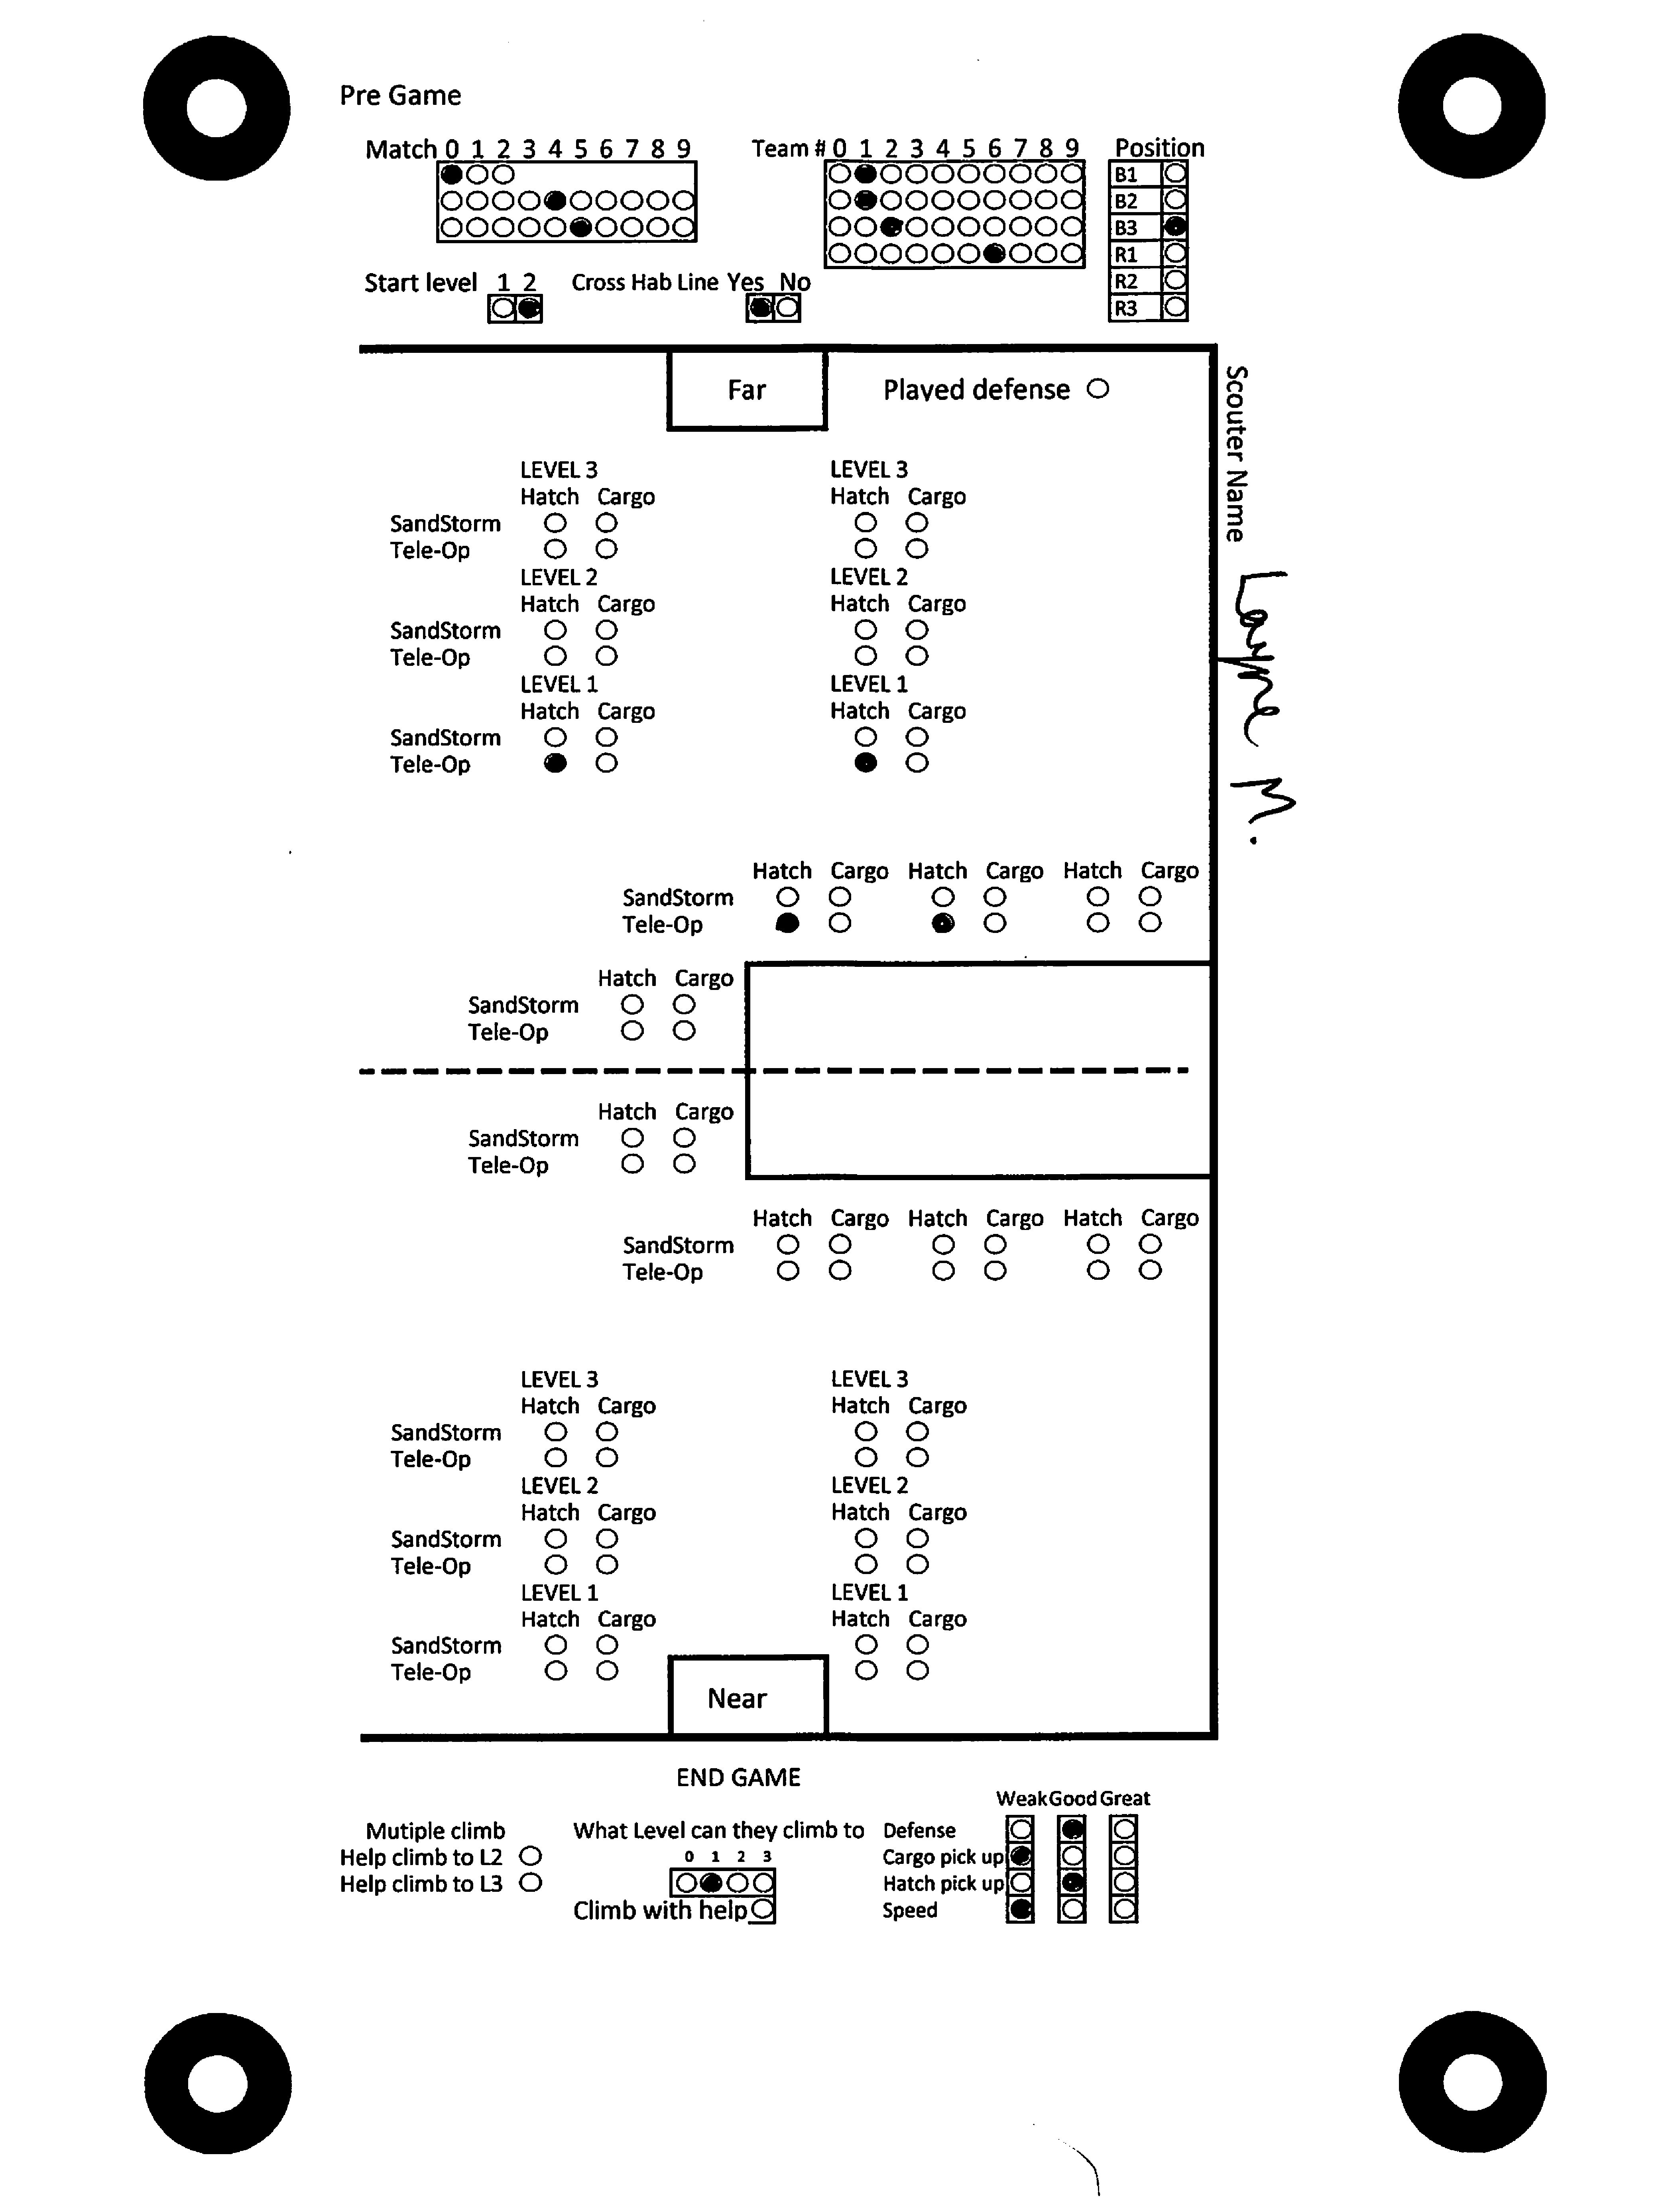 Pre Game
Match 0 1 2 3 4 5 6 7 8 9
Team # 0 1 2 3 4 5 6 7 8 9
Position
B1
B2
B3
R1
R2
R3
Start level 1 2
Cross Hab Line Yes No
Far
Played defense
Scouter Name
M.
LEVEL 3 LEVEL 3
Hatch Cargo Hatch Cargo
SandStorm
Tele-Op
LEVEL 2 LEVEL 2
Hatch Cargo Hatch Cargo
SandStorm
Tele-Op
LEVEL 1 LEVEL 1
Hatch Cargo Hatch Cargo
SandStorm
Tele-Op
Hatch Cargo Hatch Cargo Hatch Cargo
SandStorm
Tele-Op
Hatch Cargo
SandStorm
Tele-Op
Hatch Cargo
SandStorm
Tele-Op
Hatch Cargo Hatch Cargo Hatch Cargo
SandStorm
Tele-Op
LEVEL 3 LEVEL 3
Hatch Cargo Hatch Cargo
SandStorm
Tele-Op
LEVEL 2 LEVEL 2
Hatch Cargo Hatch Cargo
SandStorm
Tele-Op
LEVEL 1 LEVEL 1
Hatch Cargo Hatch Cargo
SandStorm
Tele-Op
Near
END GAME
Mutiple climb
Help climb to L2
Help climb to L3
What Level can they climb to
0 1 2 3
Climb with help
Weak Good Great
Defense
Cargo pick up
Hatch pick up
Speed